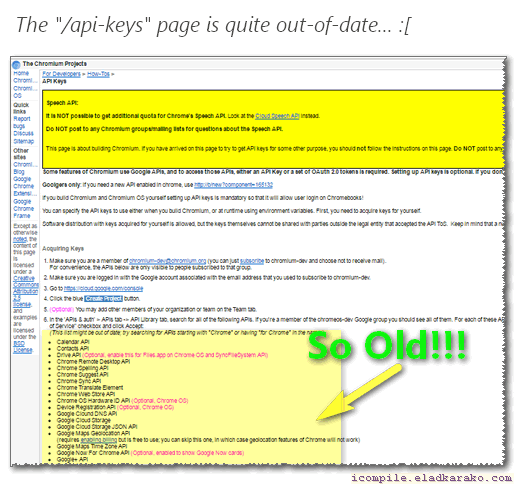 The "/api-keys" page is quite out-of-date... :[
The Chromium Projects
Home
Chromi...
Chromi...
OS
Quick
links
Report
bugs
Discuss
Sitemap
Other
sites
Chromi...
Blog
Google
Chrome
Extensi...
Google
Chrome
Frame
Except as
otherwise
noted, the
content of
this page
is
licensed
under a
Creative
Commons
Attribution
2.5
license,
and
examples
are
licensed
under the
BSD
License.
For Developers > How-Tos >
API Keys
Speech API:
It is NOT possible to get additional quota for Chrome's Speech API. Look at the Cloud Speech API instead.
Do NOT post to any Chromium groups/mailing lists for questions about the Speech API.
This page is about building Chromium. If you have arrived on this page to try to get API keys for some other purpose, you should not follow the instructions on this page. Do NOT post to any
Some features of Chromium use Google APIs, and to access those APIs, either an API Key or a set of OAuth 2.0 tokens is required. Setting up API keys is optional. If you don
Googlers only: If you need a new API enabled in chrome, use http://b/new?component=165132
If you build Chromium and Chromium OS yourself setting up API keys is mandatory so that it will allow user login on Chromebooks!
You can specify the API keys to use either when you build Chromium, or at runtime using environment variables. First, you need to acquire keys for yourself.
Software distribution with keys acquired for yourself is allowed, but the keys themselves cannot be shared with parties outside the legal entity that accepted the API ToS. Keep in mind that a n
Acquiring Keys
1. Make sure you are a member of chromium-dev@chromium.org (you can just subscribe to chromium-dev and choose not to receive mail).
For convenience, the APIs below are only visible to people subscribed to that group.
2. Make sure you are logged in with the Google account associated with the email address that you used to subscribe to chromium-dev.
3. Go to https://cloud.google.com/console
4. Click the blue Create Project button.
5. (Optional) You may add other members of your organization or team on the Team tab.
6. In the "APIs & auth" > APIs tab => API Library tab, search for all of the following APIs. If you're a member of the chromeos-dev Google group you should see all of them. For each of these AP
of Service" checkbox and click Accept:
(This list might be out of date; try searching for APIs starting with "Chrome" or having "for Chrome" in the
Calendar API
Contacts API
Drive API (Optional, enable this for Files.app on Chrome OS and SyncFileSystem API)
Chrome Remote Desktop API
Chrome Spelling API
Chrome Suggest API
Chrome Sync API
Chrome Translate Element
Chrome Web Store API
Chrome OS Hardware ID API (Optional, Chrome OS)
Device Registration API (Optional, Chrome OS)
Google Clound DNS API
Google Cloud Storage
Google Cloud Storage JSON API
Google Maps Geolocation API
(requires enabling billing but is free to use; you can skip this one, in which case geolocation features of Chrome will not work)
Google Maps Time Zone API
Google Now For Chrome API (Optional, enabled to show Google Now cards)
Google+ API
So Old!!!
icompile.eladkarako.com